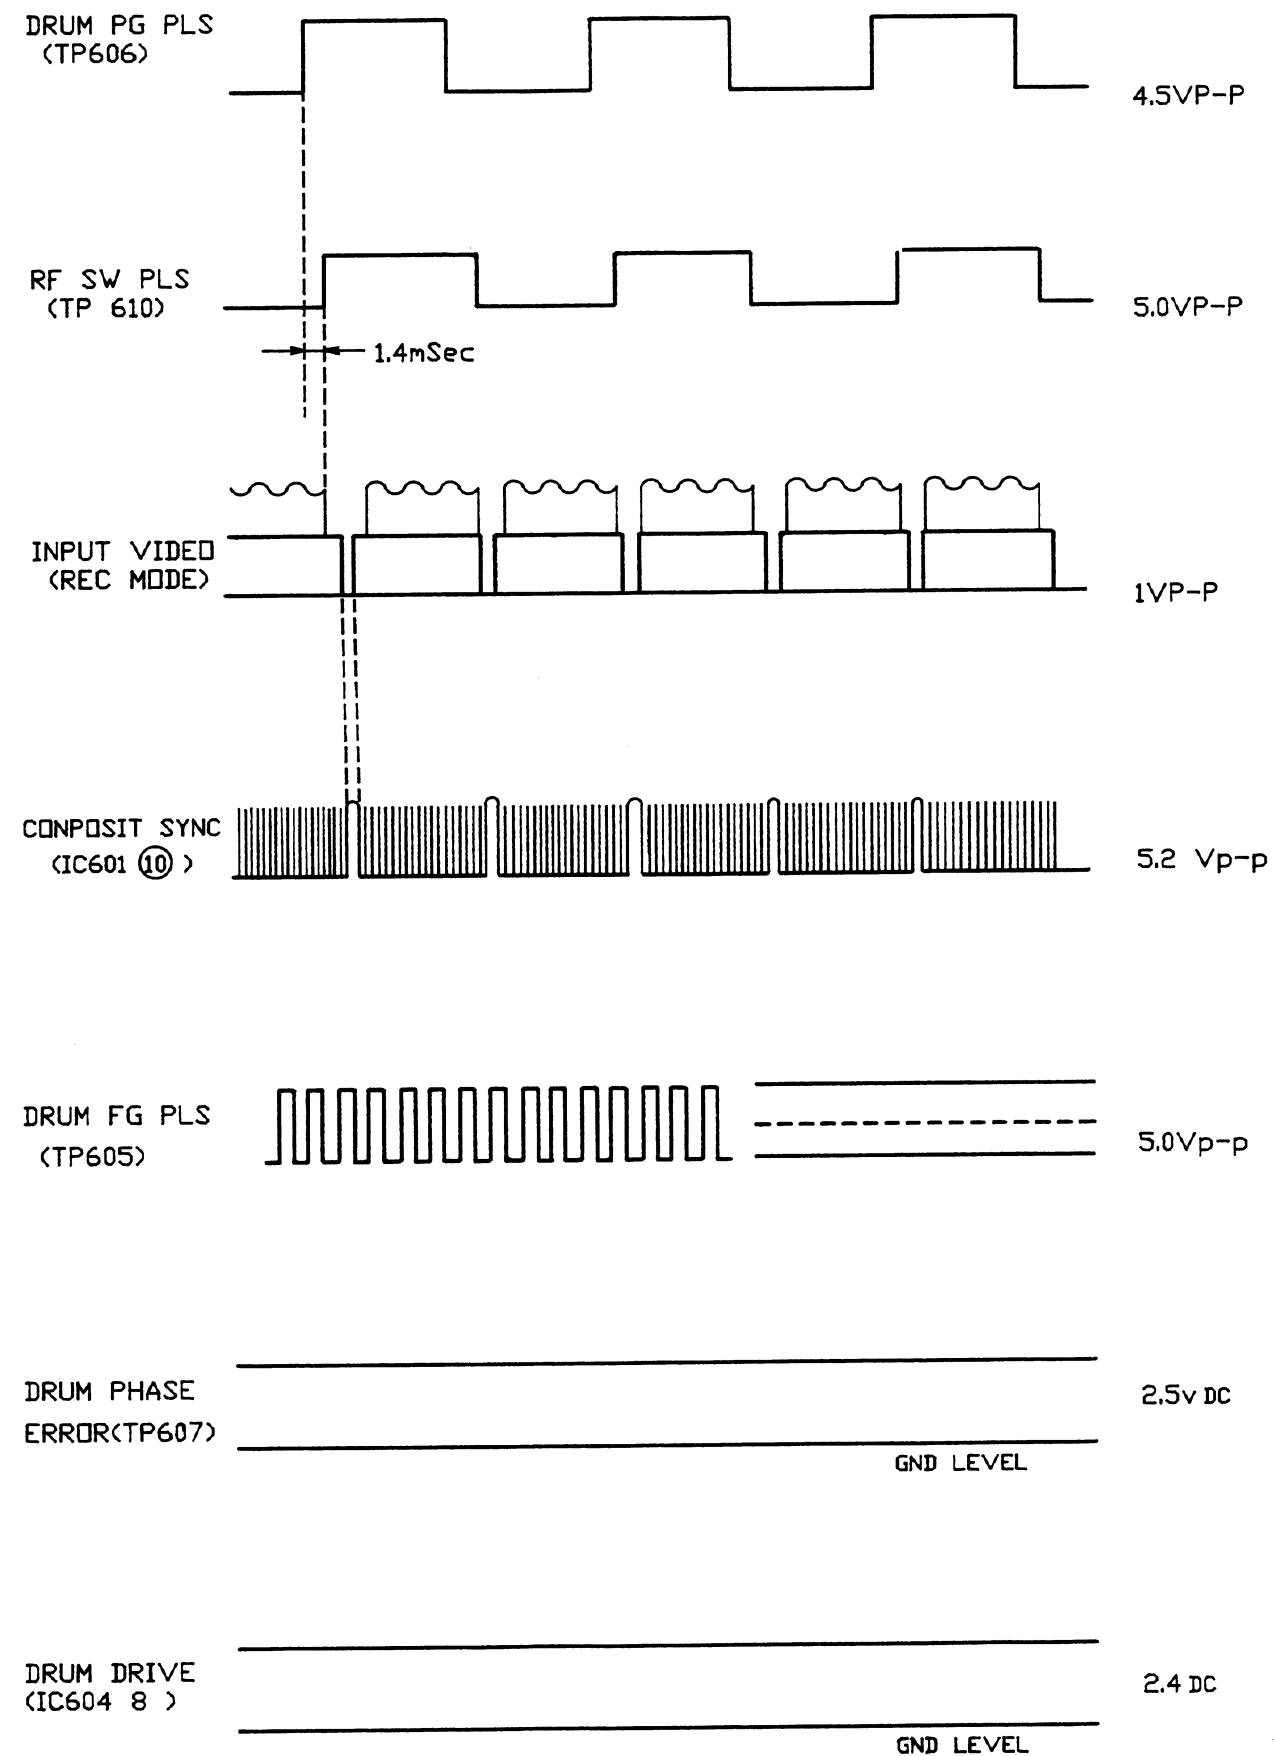 DRUM PG PLS
(TP606)
4.5VP-P
RF SW PLS
(TP 610)
5.0VP-P
1.4mSec
INPUT VIDEO
(REC MODE)
1VP-P
CONPOSIT SYNC
(IC601 ⑩ )
5.2 Vp-p
DRUM FG PLS
(TP605)
5.0Vp-p
DRUM PHASE
ERROR(TP607)
2.5v DC
GND LEVEL
DRUM DRIVE
(IC604 8 )
2.4 DC
GND LEVEL